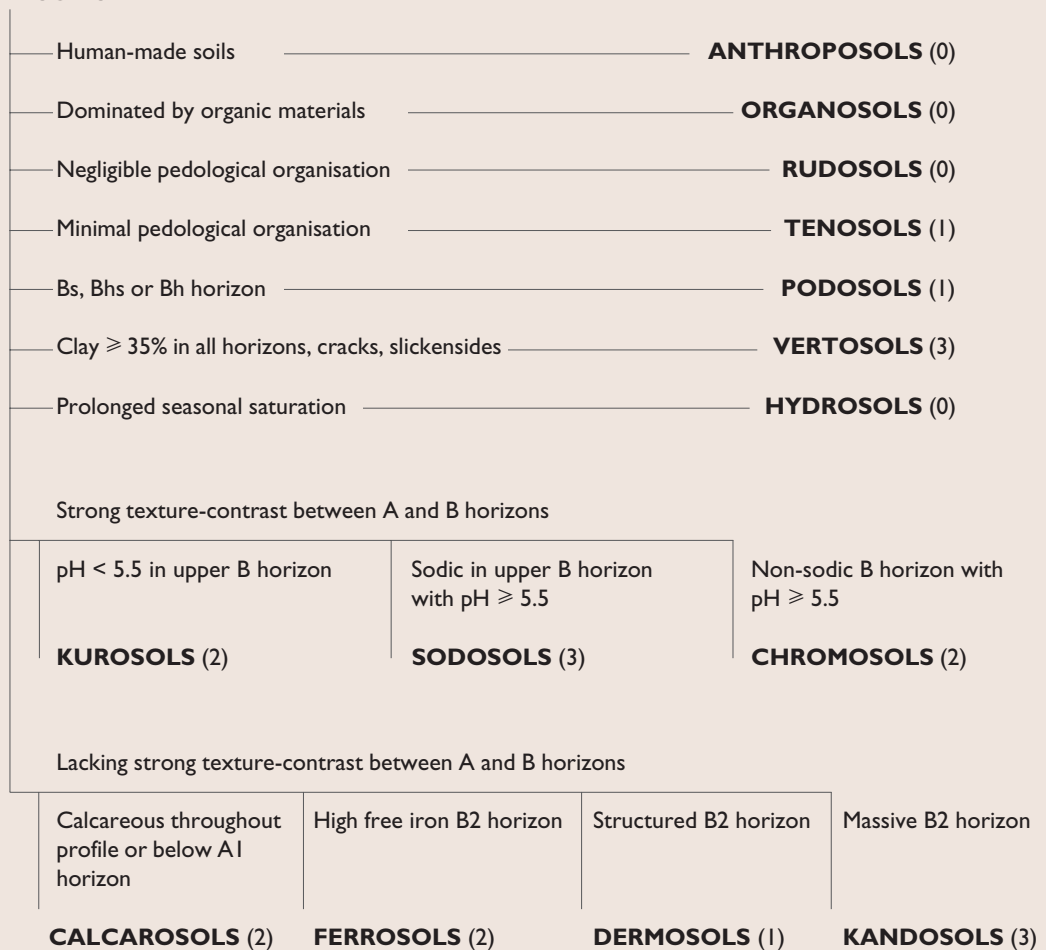 Human-made soils ANTHROPOSOLS (0)
Dominated by organic materials ORGANOSOLS (0)
Negligible pedological organisation RUDOSOLS (0)
Minimal pedological organisation TENOSOLS (1)
Bs, Bhs or Bh horizon PODOSOLS (1)
Clay ⩾ 35% in all horizons, cracks, slickensides VERTOSOLS (3)
Prolonged seasonal saturation HYDROSOLS (0)
Strong texture-contrast between A and B horizons
pH < 5.5 in upper B horizon
KUROSOLS (2)
Sodic in upper B horizon
with pH ⩾ 5.5
SODOSOLS (3)
Non-sodic B horizon with
pH ⩾ 5.5
CHROMOSOLS (2)
Lacking strong texture-contrast between A and B horizons
Calcareous throughout
profile or below A1
horizon
CALCAROSOLS (2)
High free iron B2 horizon
FERROSOLS (2)
Structured B2 horizon
DERMOSOLS (1)
Massive B2 horizon
KANDOSOLS (3)